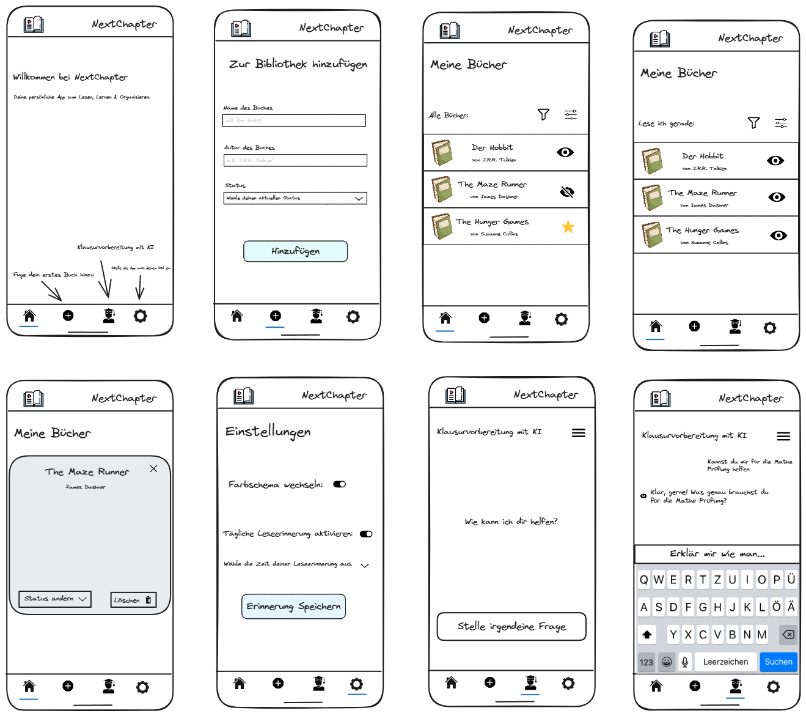 NextChapter
Willkommen bei NextChapter
Deine persönliche App zum Lesen, Lernen & Organisieren.
Klausurvorbereitung mit KI
Füge dein erstes Buch hinzu
NextChapter
Zur Bibliothek hinzufügen
Name des Buches
z.B. "Der Hobbit"
Autor des Buches
z.B. "J.R.R. Tolkien"
Status
Wähle deinen aktuellen Status
Hinzufügen
NextChapter
Meine Bücher
Alle Bücher:
Der Hobbit
von J.R.R. Tolkien
The Maze Runner
von James Dashner
The Hunger Games
von Suzanne Collins
NextChapter
Meine Bücher
Lese ich gerade:
Der Hobbit
von J.R.R. Tolkien
The Maze Runner
von James Dashner
The Hunger Games
von Suzanne Collins
NextChapter
Meine Bücher
The Maze Runner
James Dashner
Status ändern
Löschen
NextChapter
Einstellungen
Farbschema wechseln:
Tägliche Leseerinnerung aktivieren:
Wähle die Zeit deiner Leseerinnerung aus
Erinnerung Speichern
NextChapter
Klausurvorbereitung mit KI
Wie kann ich dir helfen?
Stelle irgendeine Frage
NextChapter
Klausurvorbereitung mit KI
Kannst du mir für die Mathe
Prüfung helfen
Klar, gerne! Was genau brauchst du
für die Mathe Prüfung?
Erklär mir wie man...
Q W E R T Z U I O P Ü
A S D F G H J K L Ö Ä
Y X C V B N M
123 Leerzeichen Suchen